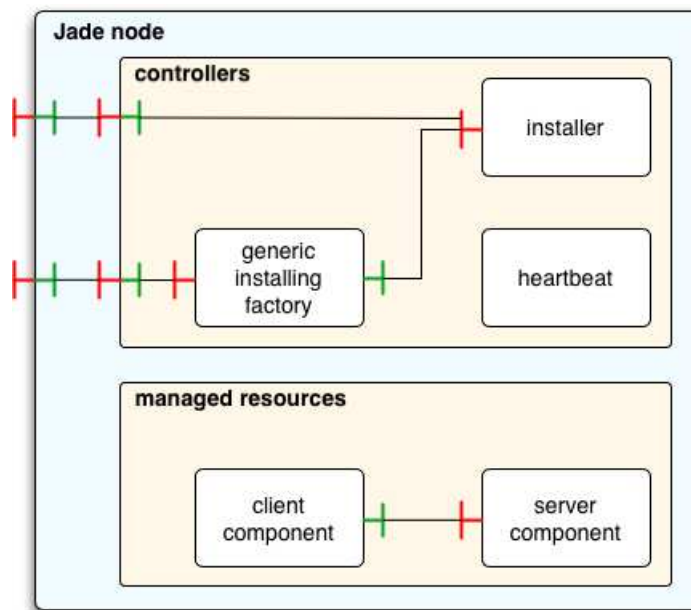 Jade node
controllers
installer
generic
installing
factory
heartbeat
managed resources
client
component
server
component